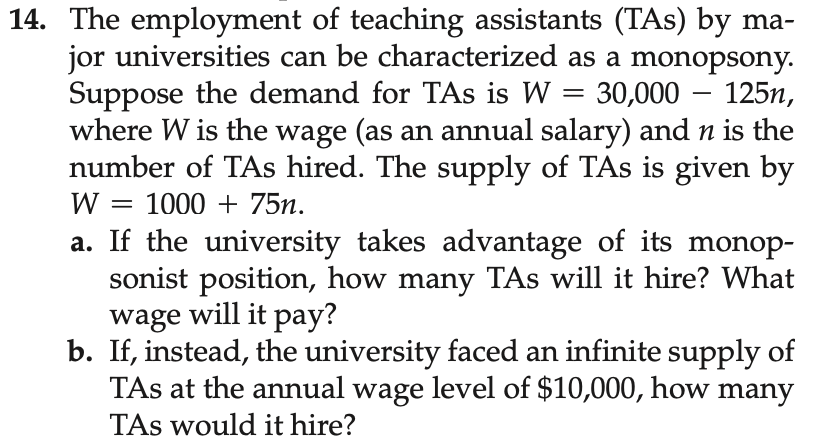 14. The employment of teaching assistants (TAs) by ma-
jor universities can be characterized as a monopsony.
Suppose the demand for TAs is W = 30,000 − 125n,
where W is the wage (as an annual salary) and n is the
number of TAs hired. The supply of TAs is given by
W = 1000 + 75n.
a. If the university takes advantage of its monop-
sonist position, how many TAs will it hire? What
wage will it pay?
b. If, instead, the university faced an infinite supply of
TAs at the annual wage level of $10,000, how many
TAs would it hire?